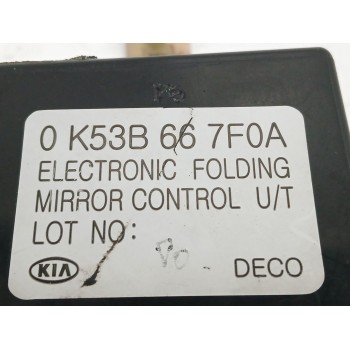 0 K53B 66 7F0A
ELECTRONIC FOLDING
MIRROR CONTROL U/T
LOT NO:
KIA DECO